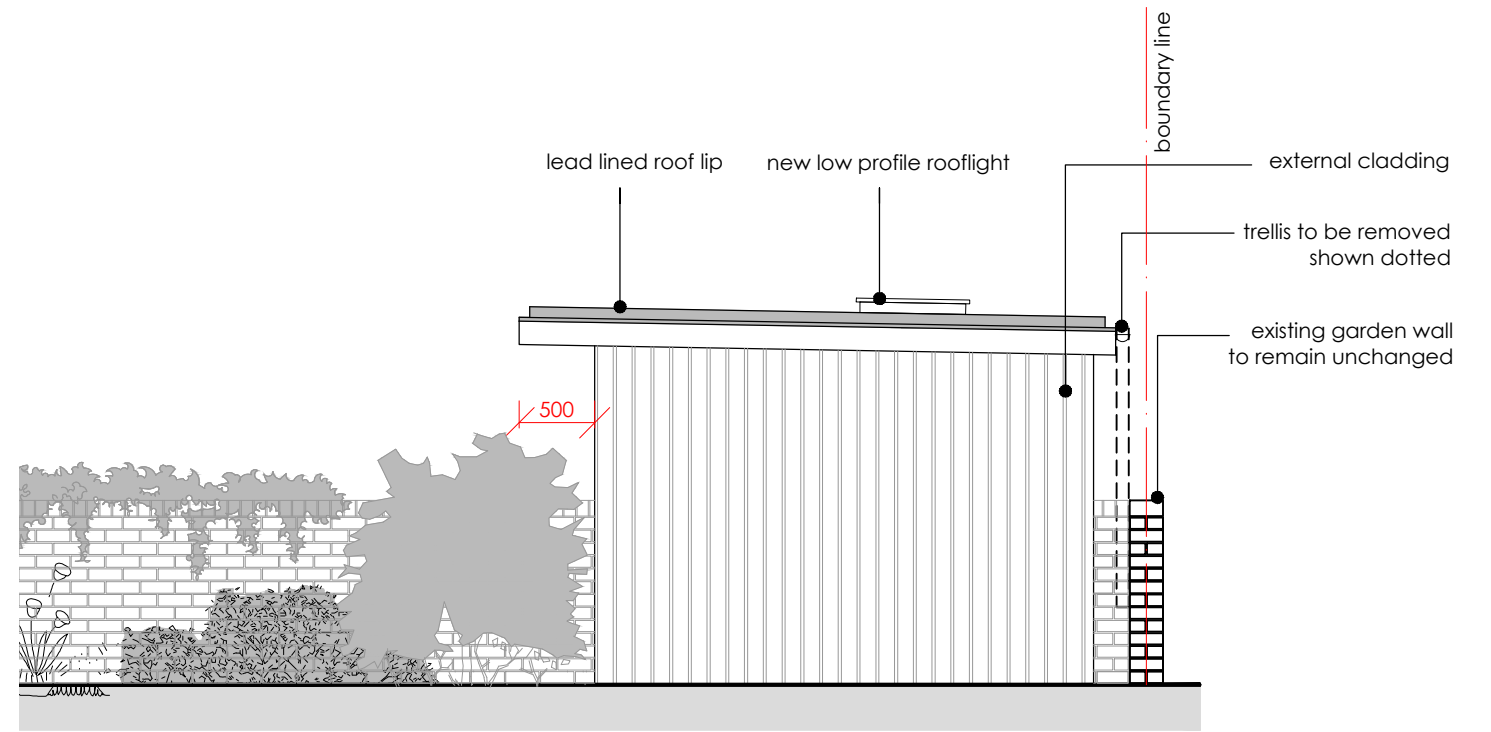 boundary line
lead lined roof lip
new low profile rooflight
external cladding
trellis to be removed
shown dotted
existing garden wall
to remain unchanged
500